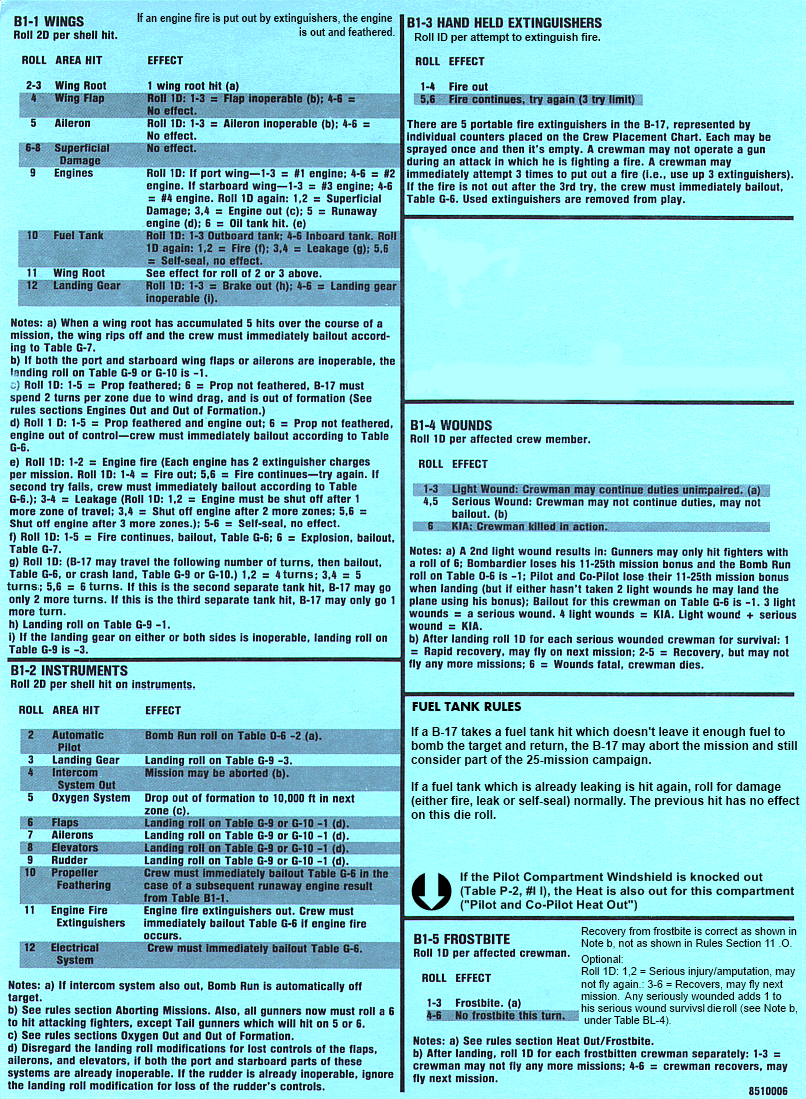 B1-1 WINGS
Roll 2D per shell hit.
If an engine fire is put out by extinguishers, the engine
is out and feathered.
ROLL AREA HIT EFFECT
2-3 Wing Root 1 wing root hit (a)
4 Wing Flap Roll 1D: 1-3 = Flap inoperable (b); 4-6 =
No effect.
5 Aileron Roll 1D: 1-3 = Aileron inoperable (b); 4-6 =
No effect.
6-8 Superficial No effect.
Damage
9 Engines Roll 1D: If port wing—1-3 = #1 engine; 4-6 = #2
engine. If starboard wing—1-3 = #3 engine; 4-6
= #4 engine. Roll 1D again: 1,2 = Superficial
Damage; 3,4 = Engine out (c); 5 = Runaway
engine (d); 6 = Oil tank hit. (e)
10 Fuel Tank Roll 1D: 1-3 Outboard tank; 4-6 Inboard tank. Roll
1D again: 1,2 = Fire (f); 3,4 = Leakage (g); 5,6
= Self-seal, no effect.
11 Wing Root See effect for roll of 2 or 3 above.
12 Landing Gear Roll 1D: 1-3 = Brake out (h); 4-6 = Landing gear
inoperable (i).
Notes: a) When a wing root has accumulated 5 hits over the course of a
mission, the wing rips off and the crew must immediately bailout accord-
ing to Table G-7.
b) If both the port and starboard wing flaps or ailerons are inoperable, the
landing roll on Table G-9 or G-10 is -1.
c) Roll 1D: 1-5 = Prop feathered; 6 = Prop not feathered, B-17 must
spend 2 turns per zone due to wind drag, and is out of formation (See
rules sections Engines Out and Out of Formation.)
d) Roll 1 D: 1-5 = Prop feathered and engine out; 6 = Prop not feathered,
engine out of control—crew must immediately bailout according to Table
G-6.
e) Roll 1D: 1-2 = Engine fire (Each engine has 2 extinguisher charges
per mission. Roll 1D: 1-4 = Fire out; 5,6 = Fire continues—try again. If
second try fails, crew must immediately bailout according to Table
G-6.); 3-4 = Leakage (Roll 1D: 1,2 = Engine must be shut off after 1
more zone of travel; 3,4 = Shut off engine after 2 more zones; 5,6 =
Shut off engine after 3 more zones.); 5-6 = Self-seal, no effect.
f) Roll 1D: 1-5 = Fire continues, bailout, Table G-6; 6 = Explosion, bailout,
Table G-7.
g) Roll 1D: (B-17 may travel the following number of turns, then bailout,
Table G-6, or crash land, Table G-9 or G-10.) 1,2 = 4 turns; 3,4 = 5
turns; 5,6 = 6 turns. If this is the second separate tank hit, B-17 may go
only 2 more turns. If this is the third separate tank hit, B-17 may only go 1
more turn.
h) Landing roll on Table G-9 -1.
i) If the landing gear on either or both sides is inoperable, landing roll on
Table G-9 is -3.
B1-2 INSTRUMENTS
Roll 2D per shell hit on instruments.
ROLL AREA HIT EFFECT
2 Automatic Bomb Run roll on Table O-6 -2 (a).
Pilot
3 Landing Gear Landing roll on Table G-9 -3.
4 Intercom Mission may be aborted (b).
System Out
5 Oxygen System Drop out of formation to 10,000 ft in next
zone (c).
6 Flaps Landing roll on Table G-9 or G-10 -1 (d).
7 Ailerons Landing roll on Table G-9 or G-10 -1 (d).
8 Elevators Landing roll on Table G-9 or G-10 -1 (d).
9 Rudder Landing roll on Table G-9 or G-10 -1 (d).
10 Propeller Crew must immediately bailout Table G-6 in the
Feathering case of a subsequent runaway engine result
from Table B1-1.
11 Engine Fire Engine fire extinguishers out. Crew must
Extinguishers immediately bailout Table G-6 if engine fire
occurs.
12 Electrical Crew must immediately bailout Table G-6.
System
Notes: a) If intercom system also out, Bomb Run is automatically off
target.
b) See rules section Aborting Missions. Also, all gunners now must roll a 6
to hit attacking fighters, except Tail gunners which will hit on 5 or 6.
c) See rules sections Oxygen Out and Out of Formation.
d) Disregard the landing roll modifications for lost controls of the flaps,
ailerons, and elevators, if both the port and starboard parts of these
systems are already inoperable. If the rudder is already inoperable, ignore
the landing roll modification for loss of the rudder's controls.
B1-3 HAND HELD EXTINGUISHERS
Roll ID per attempt to extinguish fire.
ROLL EFFECT
1-4 Fire out
5,6 Fire continues, try again (3 try limit)
There are 5 portable fire extinguishers in the B-17, represented by
Individual counters placed on the Crew Placement Chart. Each may be
sprayed once and then it's empty. A crewman may not operate a gun
during an attack in which he is fighting a fire. A crewman may
immediately attempt 3 times to put out a fire (i.e., use up 3 extinguishers).
If the fire is not out after the 3rd try, the crew must immediately bailout,
Table G-6. Used extinguishers are removed from play.
B1-4 WOUNDS
Roll 1D per affected crew member.
ROLL EFFECT
1-3 Light Wound: Crewman may continue duties unimpaired. (a)
4,5 Serious Wound: Crewman may not continue duties, may not
bailout. (b)
6 KIA: Crewman killed in action.
Notes: a) A 2nd light wound results in: Gunners may only hit fighters with
a roll of 6; Bombardier loses his 11-25th mission bonus and the Bomb Run
roll on Table O-6 is -1; Pilot and Co-Pilot lose their 11-25th mission bonus
when landing (but if either hasn't taken 2 light wounds he may land the
plane using his bonus); Bailout for this crewman on Table G-6 is -1. 3 light
wounds = a serious wound. 4 light wounds = KIA. Light wound + serious
wound = KIA.
b) After landing roll 1D for each serious wounded crewman for survival: 1
= Rapid recovery, may fly on next mission; 2-5 = Recovery, but may not
fly any more missions; 6 = Wounds fatal, crewman dies.
FUEL TANK RULES
If a B-17 takes a fuel tank hit which doesn't leave it enough fuel to
bomb the target and return, the B-17 may abort the mission and still
consider part of the 25-mission campaign.
If a fuel tank which is already leaking is hit again, roll for damage
(either fire, leak or self-seal) normally. The previous hit has no effect
on this die roll.
If the Pilot Compartment Windshield is knocked out
(Table P-2, #I I), the Heat is also out for this compartment
("Pilot and Co-Pilot Heat Out")
B1-5 FROSTBITE
Roll 1D per affected crewman.
ROLL EFFECT
1-3 Frostbite. (a)
4-6 No frostbite this turn.
Recovery from frostbite is correct as shown in
Note b, not as shown in Rules Section 11 .O.
Optional:
Roll 1D: 1,2 = Serious injury/amputation, may
not fly again.: 3-6 = Recovers, may fly next
mission. Any seriously wounded adds 1 to
his serious wound survivsl die roll (see Note b,
under Table BL-4).
Notes: a) See rules section Heat Out/Frostbite.
b) After landing, roll 1D for each frostbitten crewman separately: 1-3 =
crewman may not fly any more missions; 4-6 = crewman recovers, may
fly next mission.
8510006